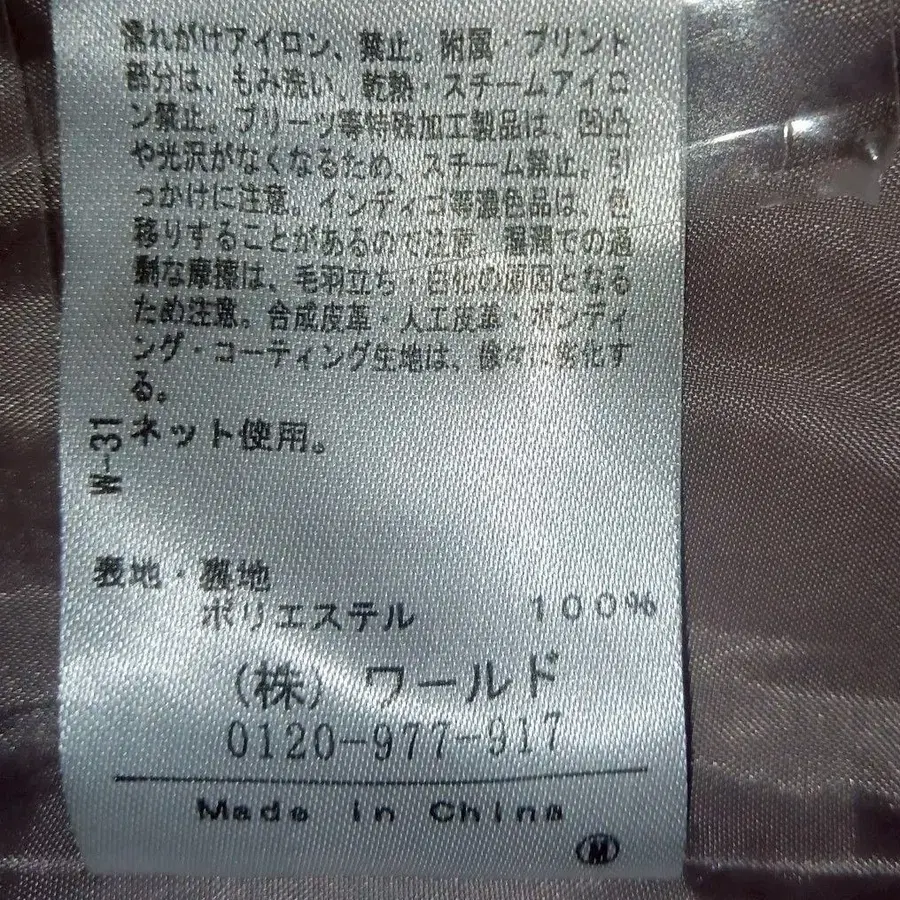 濡れがけアイロン、禁止。附属・プリント
部分は、もみ洗い、乾熱・スチームアイロ
ン禁止。プリーツ等特殊加工製品は、凹凸
や光沢がなくなるため、スチーム禁止。引
っかけに注意。インディゴ等濃色品は、色
移りすることがあるので注意。湿潤での過
剰な摩擦は、毛羽立ち・白化の原因となる
ため注意。合成皮革・人工皮革・ボンディ
ング・コーティング生地は、徐々に劣化す
る。
ネット使用。
W-31
表地・裏地
ポリエステル 100%
(株) ワールド
0120-977-917
Made in China
M